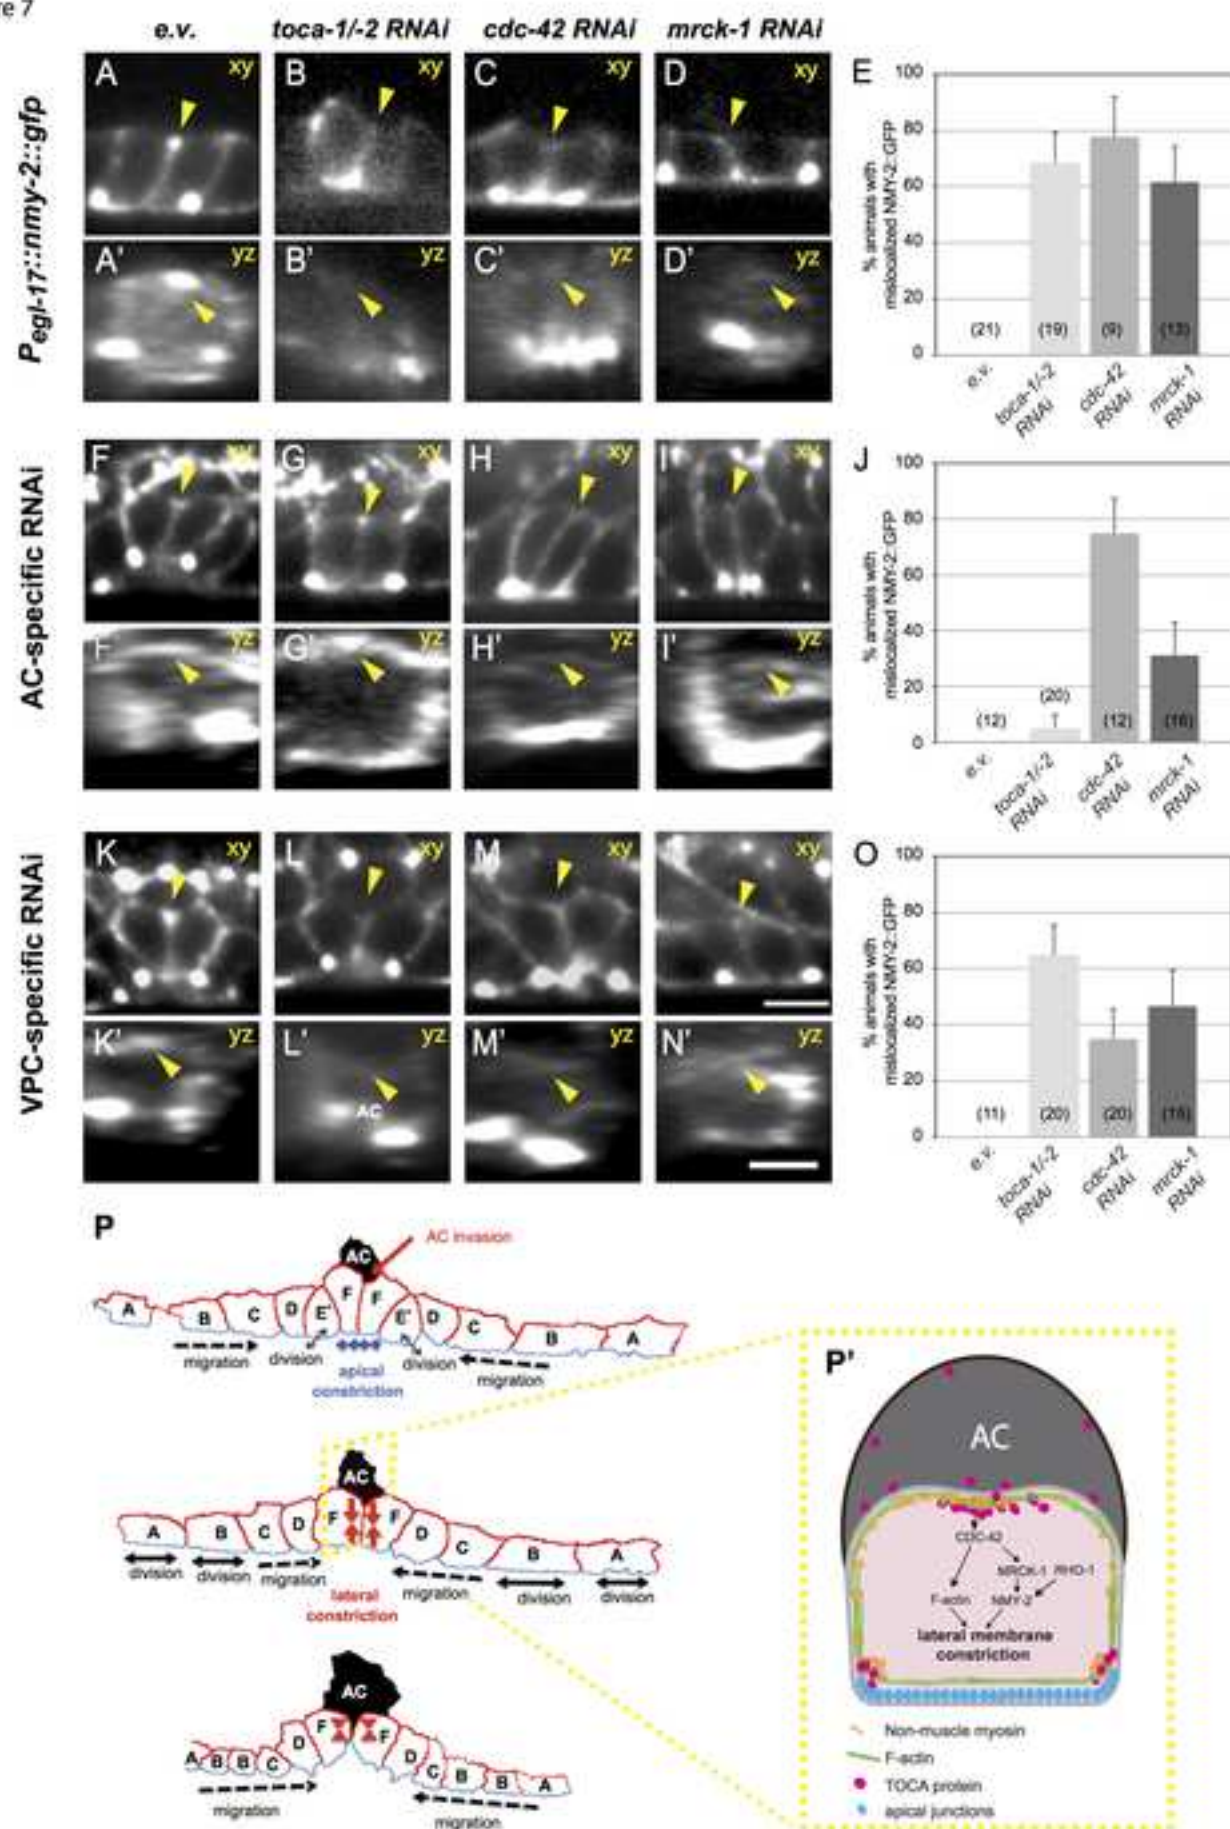 re 7
e.v. toca-1/-2 RNAi cdc-42 RNAi mrck-1 RNAi
Pegl-17::nmy-2::gfp
A xy B xy C xy D xy
A' yz B' yz C' yz D' yz
E
% animals with
mislocalized NMY-2::GFP
100
80
60
40
20
0
(21) (19) (9) (13)
e.v. toca-1/-2 RNAi cdc-42 RNAi mrck-1 RNAi
AC-specific RNAi
F xy G xy H xy I xy
F' yz G' yz H' yz I' yz
J
% animals with
mislocalized NMY-2::GFP
100
80
60
40
20
0
(12) (20) (12) (16)
e.v. toca-1/-2 RNAi cdc-42 RNAi mrck-1 RNAi
VPC-specific RNAi
K xy L xy M xy xy
K' yz L' yz M' yz N' yz
AC
O
% animals with
mislocalized NMY-2::GFP
100
80
60
40
20
0
(11) (20) (20)
e.v. toca-1/-2 RNAi cdc-42 RNAi mrck-1 RNAi
P
AC invasion
AC
A B C D E' F F E' D C B A
migration division apical constriction division migration
AC
A B C D F F D C B A
division division migration lateral constriction migration division division
AC
A B B C D F F D C B B A
migration migration
P'
AC
CDC-42
MRCK-1 RHO-1
F-actin NMY-2
lateral membrane
constriction
Non-muscle myosin
F-actin
TOCA protein
apical junctions